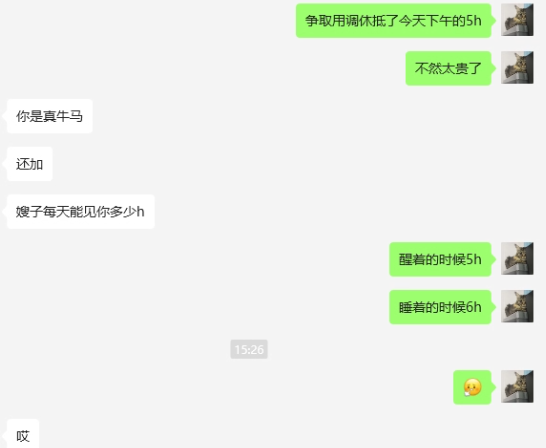 争取用调休抵了今天下午的5h
不然太贵了
你是真牛马
还加
嫂子每天能见你多少h
醒着的时候5h
睡着的时候6h
15:26
哎